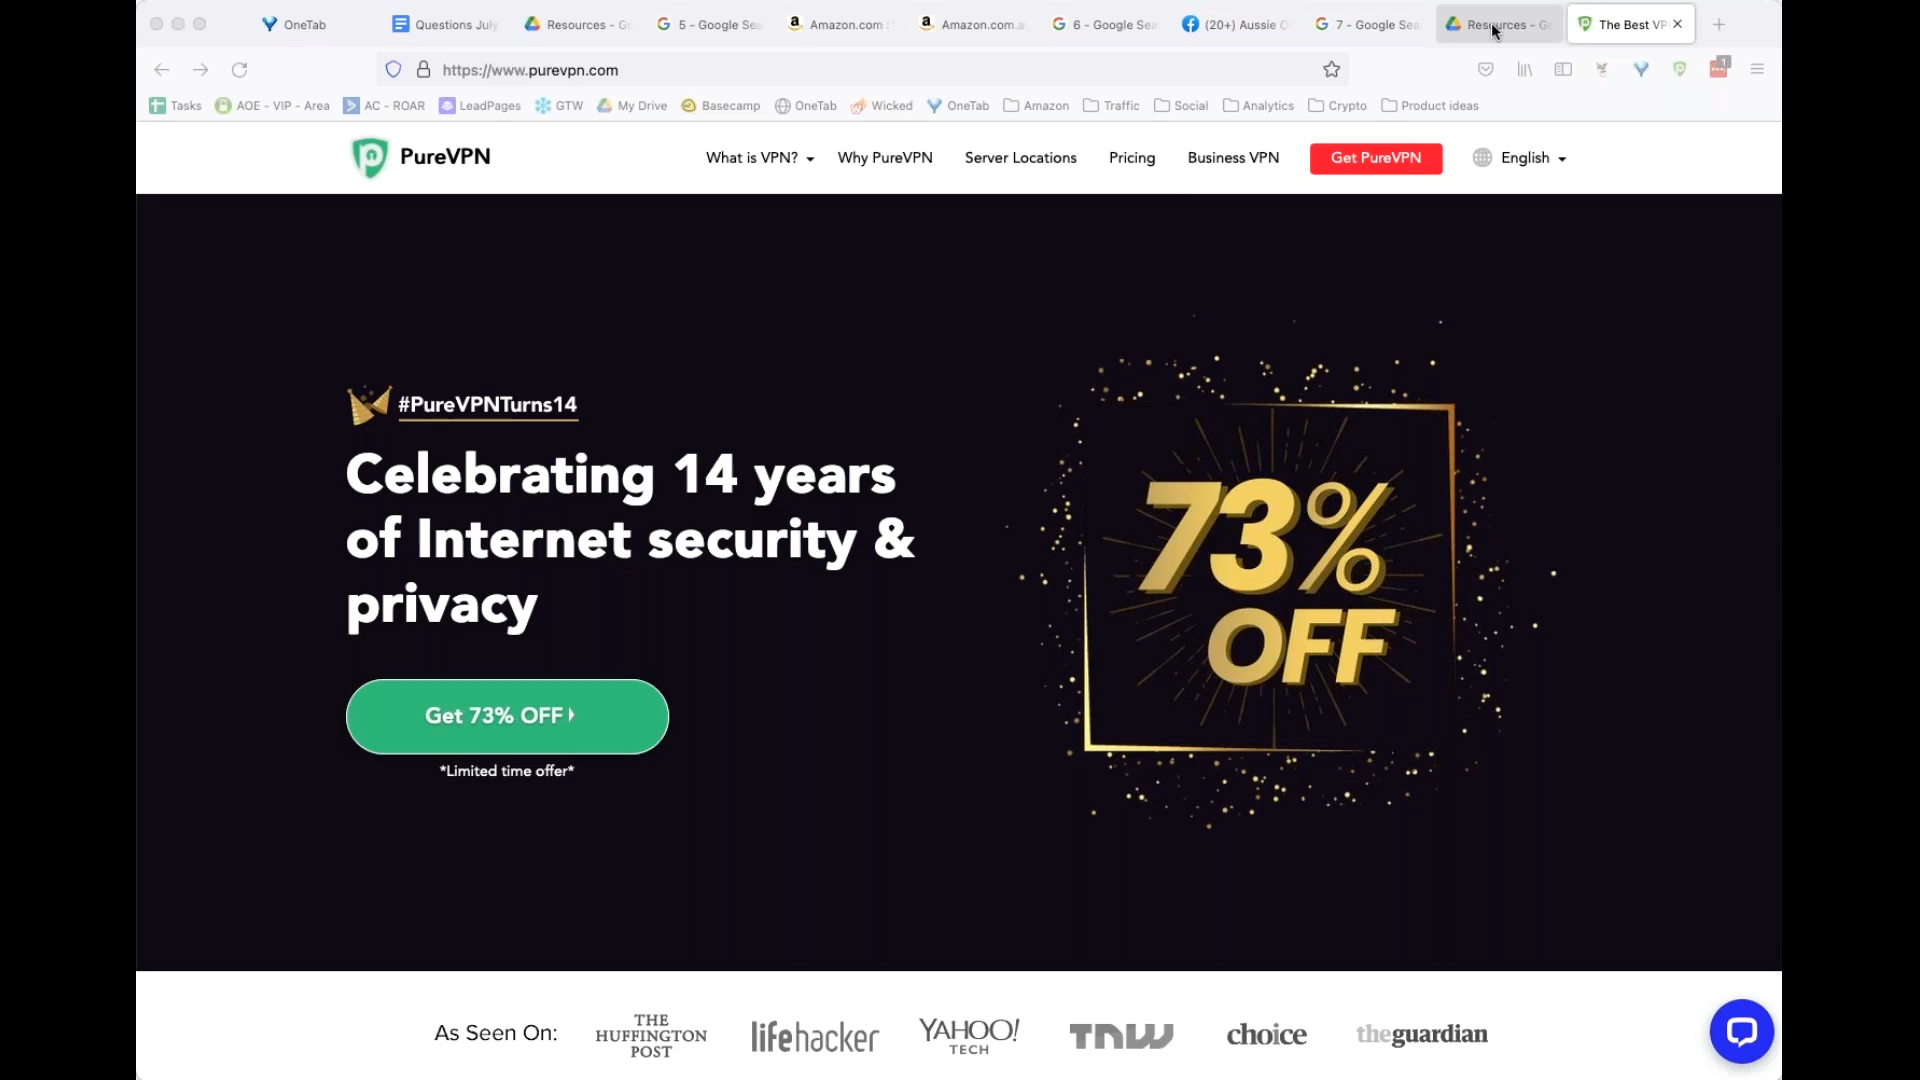 OneTab
Questions July
Resources - G
5 - Google Sea
Amazon.com :
Amazon.com.a
6 - Google Sea
(20+) Aussie
7 - Google Sea
Resources - G
The Best VP
https://www.purevpn.com
1
Tasks
AOE - VIP - Area
AC - ROAR
LeadPages
GTW
My Drive
Basecamp
OneTab
Wicked
OneTab
Amazon
Traffic
Social
Analytics
Crypto
Product ideas
PureVPN
What is VPN?
Why PureVPN
Server Locations
Pricing
Business VPN
Get PureVPN
English
#PureVPNTurns14
Celebrating 14 years
of Internet security &
privacy
Get 73% OFF
*Limited time offer*
73%
OFF
As Seen On:
THE
HUFFINGTON
POST
lifehacker
YAHOO!
TECH
TNW
choice
theguardian